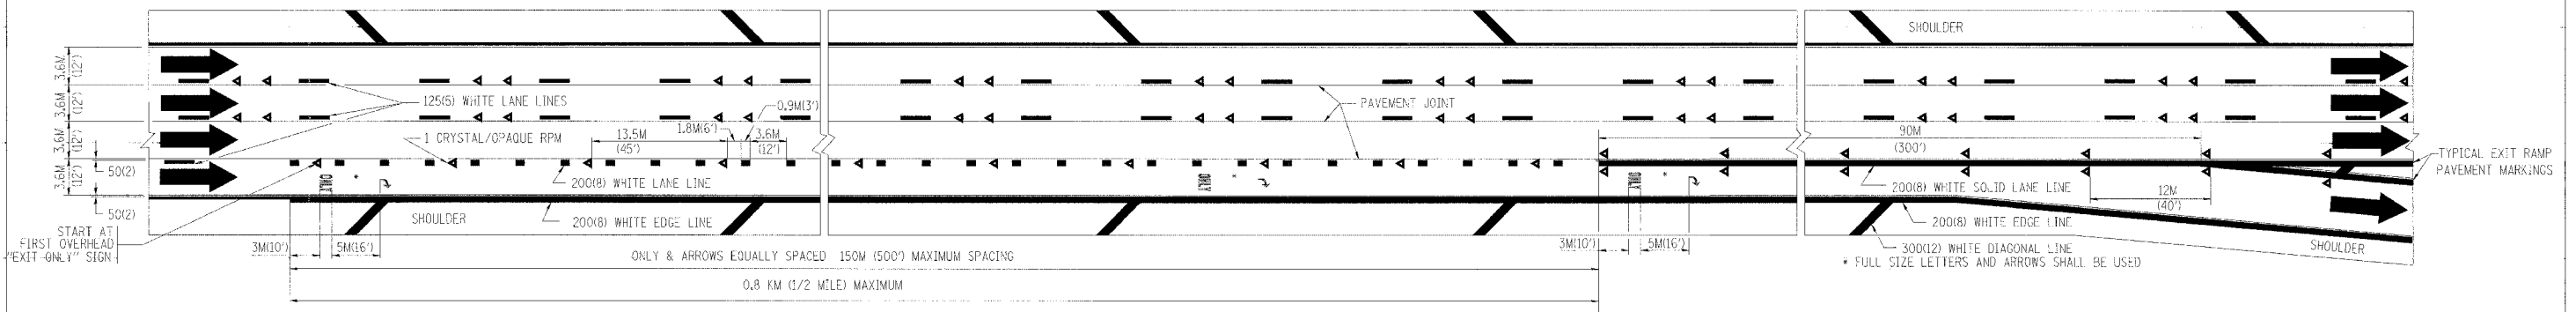 SHOULDER
3.6M
(12')
3.6M
(12')
3.6M
(12')
3.6M
(12')
125(5) WHITE LANE LINES
0.9M(3')
PAVEMENT JOINT
1 CRYSTAL/OPAQUE RPM
13.5M
(45')
1.8M(6')
3.6M
(12')
90M
(300')
50(2)
50(2)
ONLY
*
200(8) WHITE LANE LINE
ONLY
*
ONLY
*
200(8) WHITE SOLID LANE LINE
12M
(40')
TYPICAL EXIT RAMP
PAVEMENT MARKINGS
SHOULDER
200(8) WHITE EDGE LINE
200(8) WHITE EDGE LINE
START AT
FIRST OVERHEAD
"EXIT ONLY" SIGN
3M(10')
5M(16')
3M(10')
5M(16')
300(12) WHITE DIAGONAL LINE
SHOULDER
ONLY & ARROWS EQUALLY SPACED 150M (500') MAXIMUM SPACING
* FULL SIZE LETTERS AND ARROWS SHALL BE USED
0.8 KM (1/2 MILE) MAXIMUM